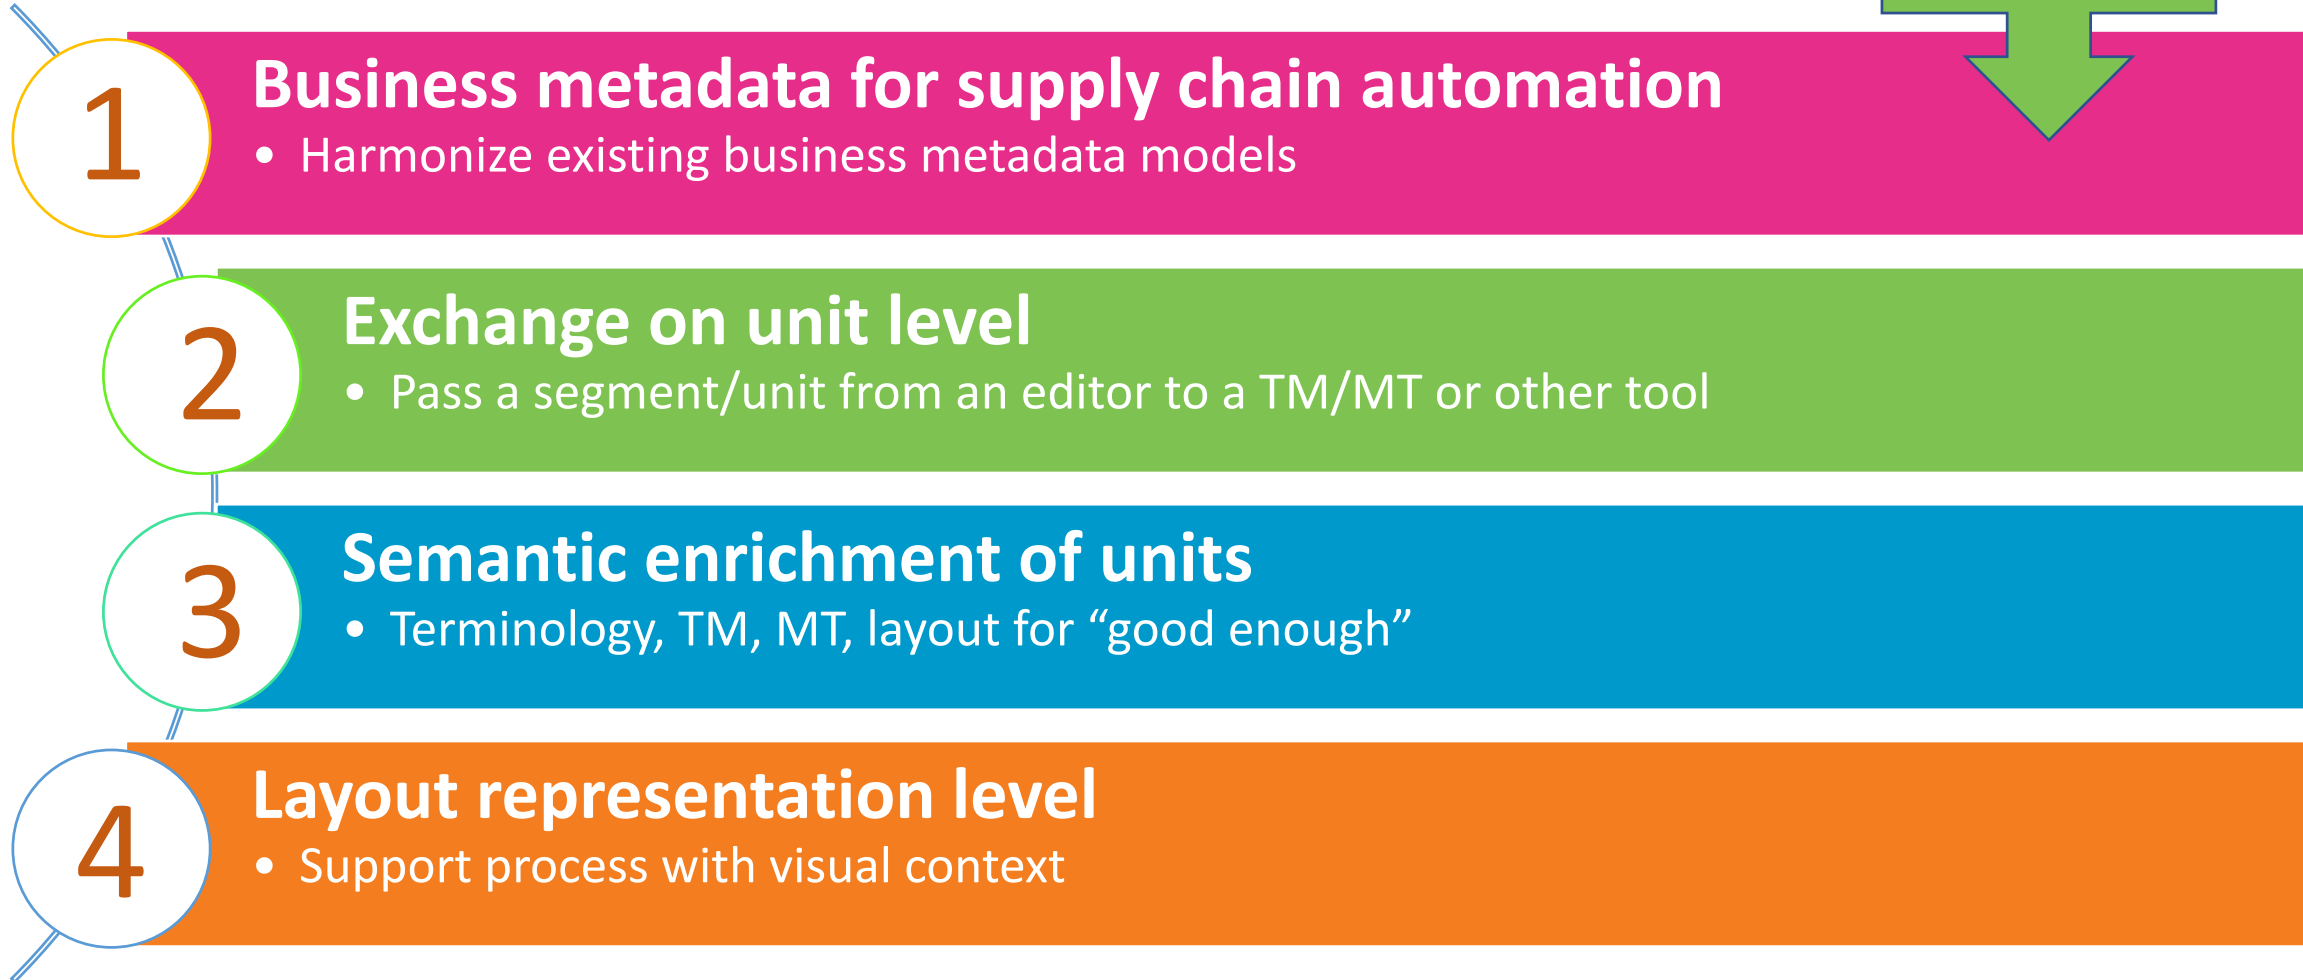 1
Business metadata for supply chain automation
• Harmonize existing business metadata models
2
Exchange on unit level
• Pass a segment/unit from an editor to a TM/MT or other tool
3
Semantic enrichment of units
• Terminology, TM, MT, layout for “good enough”
4
Layout representation level
• Support process with visual context